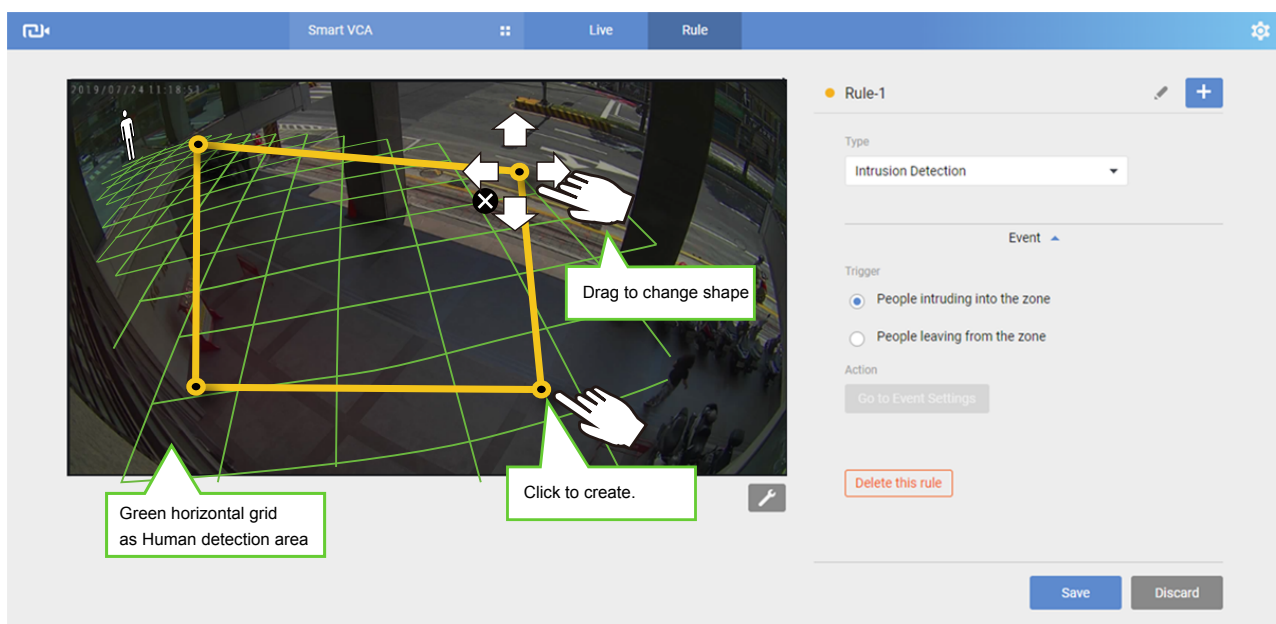 Smart VCA
Live
Rule
2019/07/24 11:18:51
Rule-1
+
Type
Intrusion Detection
Event
Trigger
People intruding into the zone
People leaving from the zone
Action
Go to Event Settings
Delete this rule
Save
Discard
Drag to change shape
Click to create.
Green horizontal grid
as Human detection area